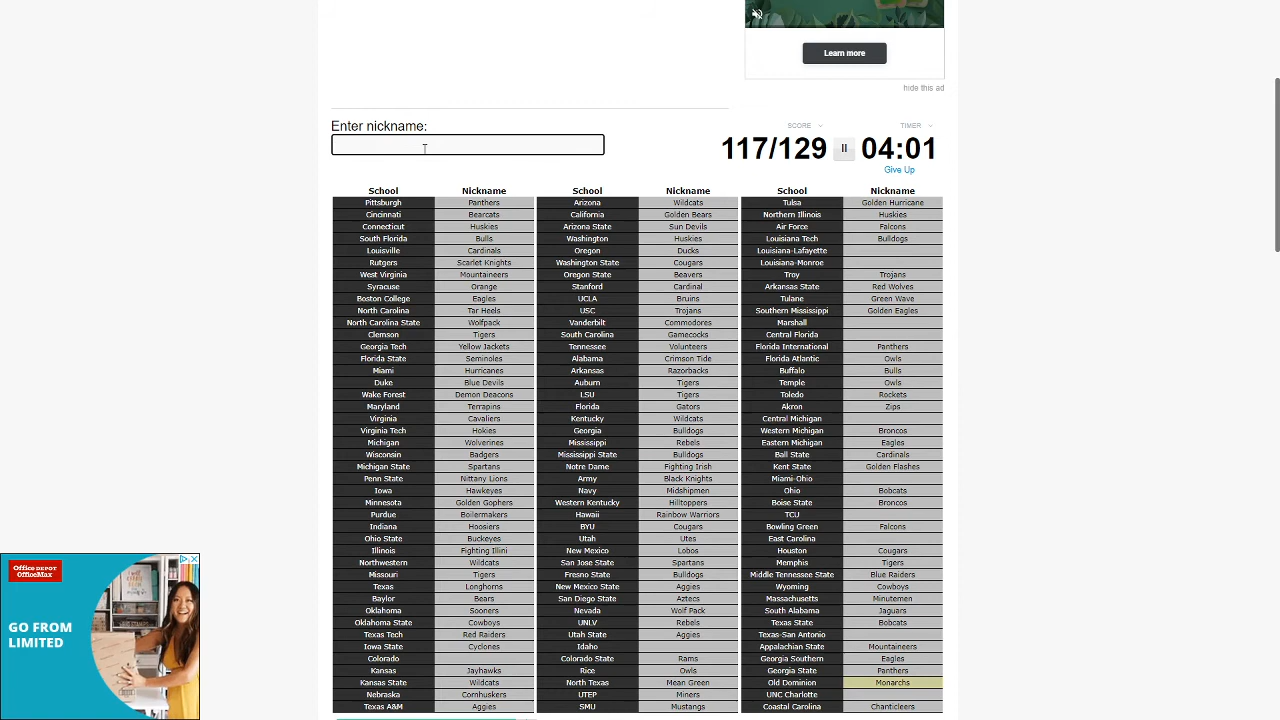 Learn more
hide this ad
Enter nickname:
SCORE
TIMER
117/129
04:01
Give Up
School Nickname School Nickname School Nickname
Pittsburgh Panthers Arizona Wildcats Tulsa Golden Hurricane
Cincinnati Bearcats California Golden Bears Northern Illinois Huskies
Connecticut Huskies Arizona State Sun Devils Air Force Falcons
South Florida Bulls Washington Huskies Louisiana Tech Bulldogs
Louisville Cardinals Oregon Ducks Louisiana-Lafayette
Rutgers Scarlet Knights Washington State Cougars Louisiana-Monroe
West Virginia Mountaineers Oregon State Beavers Troy Trojans
Syracuse Orange Stanford Cardinal Arkansas State Red Wolves
Boston College Eagles UCLA Bruins Tulane Green Wave
North Carolina Tar Heels USC Trojans Southern Mississippi Golden Eagles
North Carolina State Wolfpack Vanderbilt Commodores Marshall
Clemson Tigers South Carolina Gamecocks Central Florida
Georgia Tech Yellow Jackets Tennessee Volunteers Florida International Panthers
Florida State Seminoles Alabama Crimson Tide Florida Atlantic Owls
Miami Hurricanes Arkansas Razorbacks Buffalo Bulls
Duke Blue Devils Auburn Tigers Temple Owls
Wake Forest Demon Deacons LSU Tigers Toledo Rockets
Maryland Terrapins Florida Gators Akron Zips
Virginia Cavaliers Kentucky Wildcats Central Michigan
Virginia Tech Hokies Georgia Bulldogs Western Michigan Broncos
Michigan Wolverines Mississippi Rebels Eastern Michigan Eagles
Wisconsin Badgers Mississippi State Bulldogs Ball State Cardinals
Michigan State Spartans Notre Dame Fighting Irish Kent State Golden Flashes
Penn State Nittany Lions Army Black Knights Miami-Ohio
Iowa Hawkeyes Navy Midshipmen Ohio Bobcats
Minnesota Golden Gophers Western Kentucky Hilltoppers Boise State Broncos
Purdue Boilermakers Hawaii Rainbow Warriors TCU
Indiana Hoosiers BYU Cougars Bowling Green Falcons
Ohio State Buckeyes Utah Utes East Carolina
Illinois Fighting Illini New Mexico Lobos Houston Cougars
Northwestern Wildcats San Jose State Spartans Memphis Tigers
Missouri Tigers Fresno State Bulldogs Middle Tennessee State Blue Raiders
Texas Longhorns New Mexico State Aggies Wyoming Cowboys
Baylor Bears San Diego State Aztecs Massachusetts Minutemen
Oklahoma Sooners Nevada Wolf Pack South Alabama Jaguars
Oklahoma State Cowboys UNLV Rebels Texas State Bobcats
Texas Tech Red Raiders Utah State Aggies Texas-San Antonio
Iowa State Cyclones Idaho Appalachian State Mountaineers
Colorado Colorado State Rams Georgia Southern Eagles
Kansas Jayhawks Rice Owls Georgia State Panthers
Kansas State Wildcats North Texas Mean Green Old Dominion Monarchs
Nebraska Cornhuskers UTEP Miners UNC Charlotte
Texas A&M Aggies SMU Mustangs Coastal Carolina Chanticleers
Office DEPOT
OfficeMax
GO FROM
LIMITED